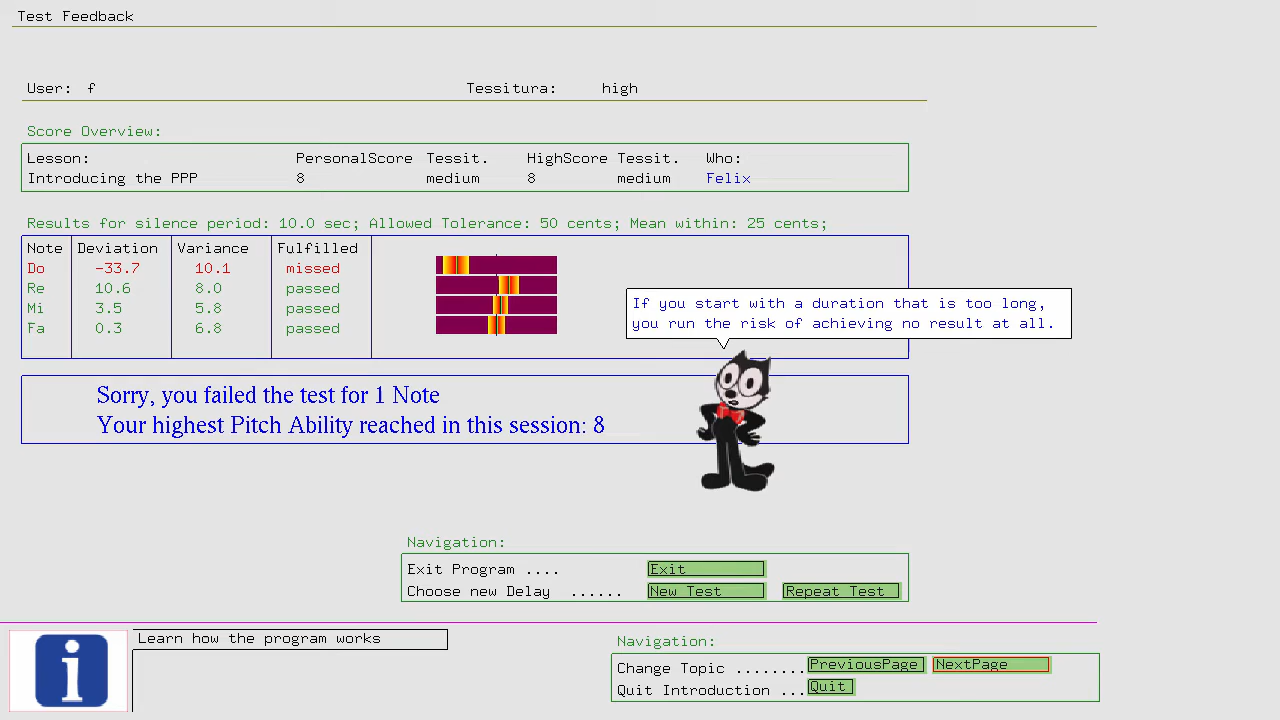 Test Feedback
User: f Tessitura: high
Score Overview:
Lesson: PersonalScore Tessit. HighScore Tessit. Who:
Introducing the PPP 8 medium 8 medium Felix
Results for silence period: 10.0 sec; Allowed Tolerance: 50 cents; Mean within: 25 cents;
Note Deviation Variance Fulfilled
Do -33.7 10.1 missed
Re 10.6 8.0 passed
Mi 3.5 5.8 passed
Fa 0.3 6.8 passed
If you start with a duration that is too long,
you run the risk of achieving no result at all.
Sorry, you failed the test for 1 Note
Your highest Pitch Ability reached in this session: 8
Navigation:
Exit Program .... Exit
Choose new Delay ...... New Test Repeat Test
i
Learn how the program works
Navigation:
Change Topic ........ PreviousPage NextPage
Quit Introduction ... Quit